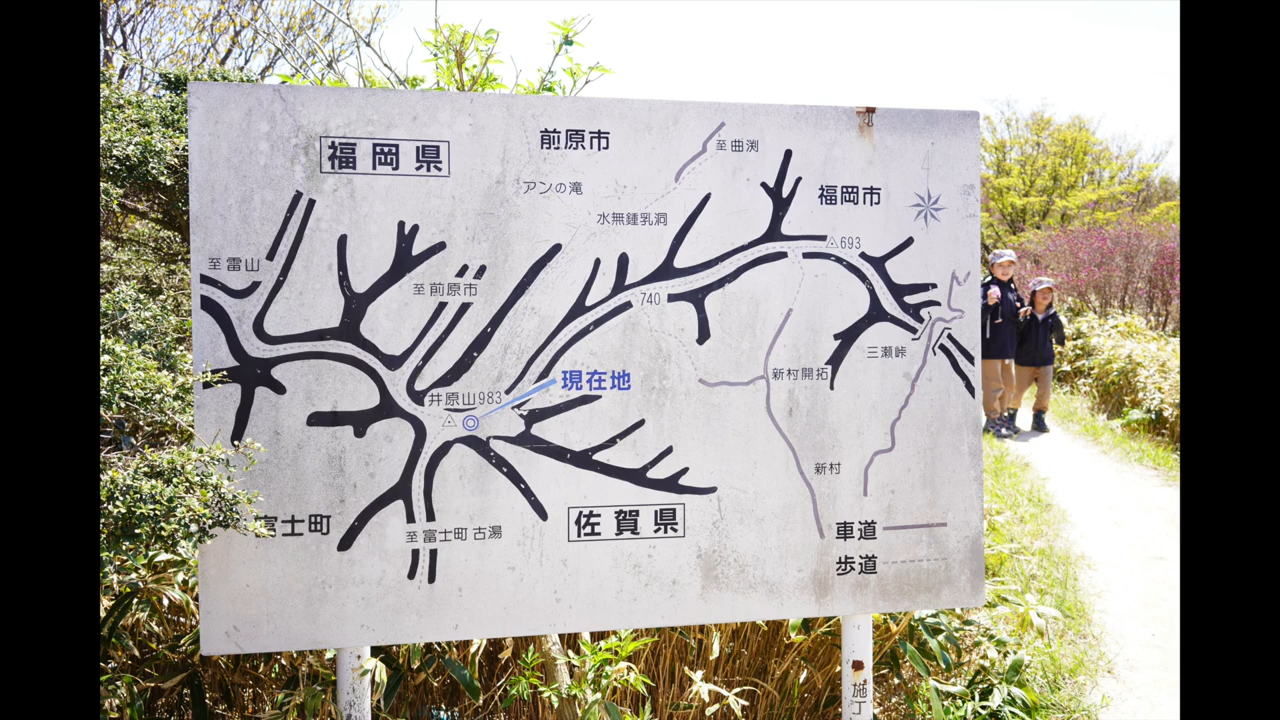 福岡県
前原市
至曲渕
アンの滝
福岡市
水無鍾乳洞
693
至雷山
至前原市
740
三瀬峠
新村開拓
現在地
井原山983
新村
佐賀県
富士町
至富士町 古湯
車道
歩道
施工